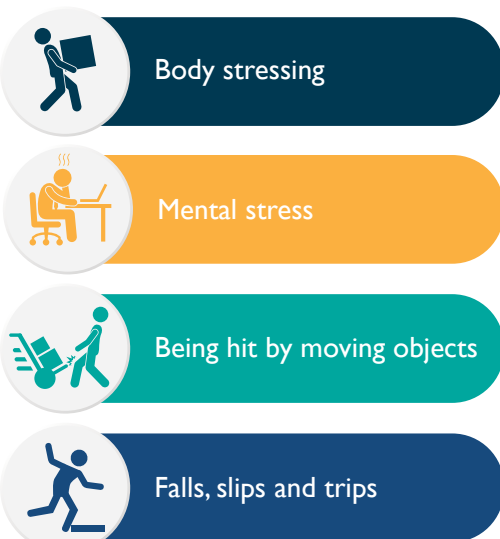 Body stressing
Mental stress
Being hit by moving objects
Falls, slips and trips